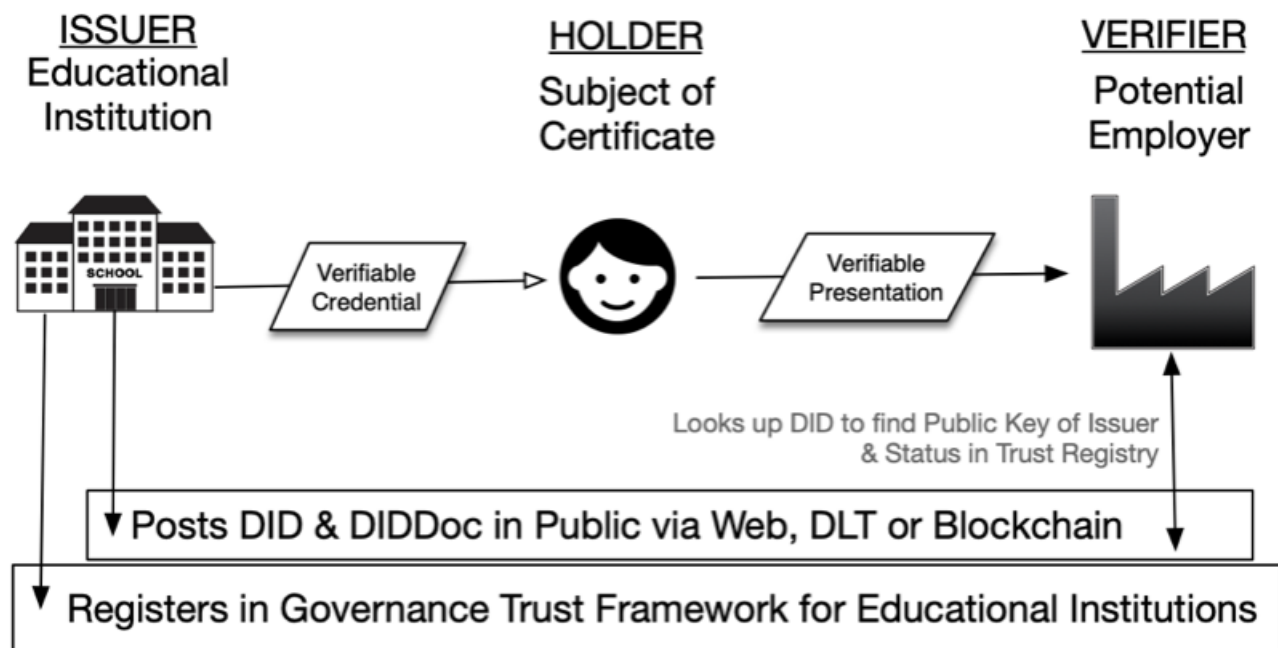 ISSUER
Educational
Institution
HOLDER
Subject of
Certificate
VERIFIER
Potential
Employer
SCHOOL
Verifiable
Credential
Verifiable
Presentation
Looks up DID to find Public Key of Issuer
& Status in Trust Registry
Posts DID & DIDDoc in Public via Web, DLT or Blockchain
Registers in Governance Trust Framework for Educational Institutions